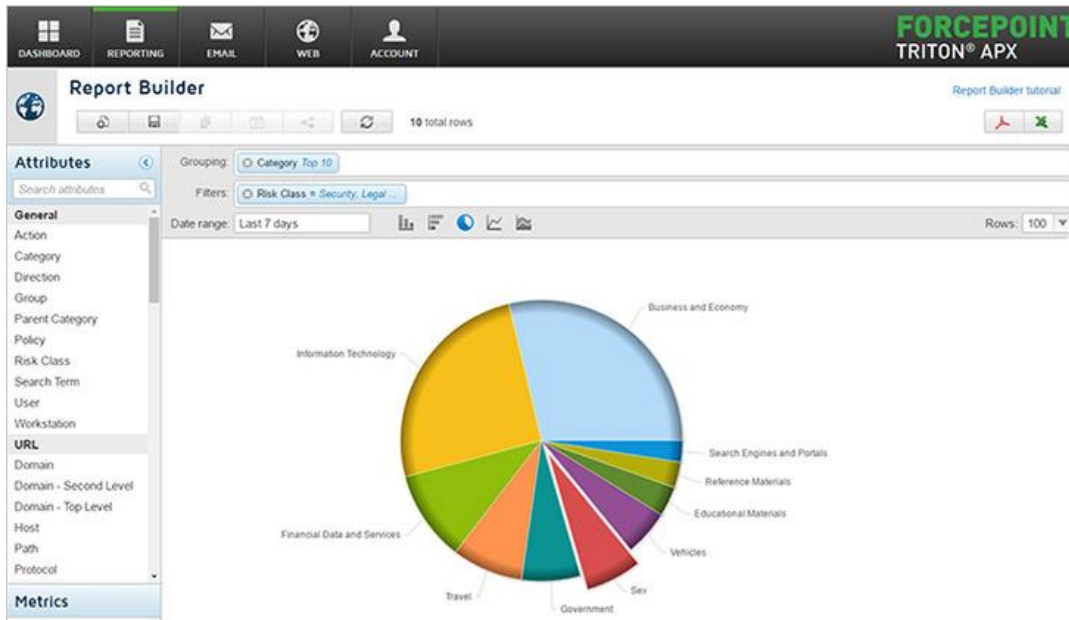 DASHBOARD REPORTING EMAIL WEB ACCOUNT
FORCEPOINT
TRITON® APX
Report Builder
Report Builder tutorial
10 total rows
Attributes
Search attributes
General
Action
Category
Direction
Group
Parent Category
Policy
Risk Class
Search Term
User
Workstation
URL
Domain
Domain - Second Level
Domain - Top Level
Host
Path
Protocol
Metrics
Grouping: Category Top 10
Filters: Risk Class = Security, Legal ...
Date range: Last 7 days
Rows: 100
Business and Economy
Information Technology
Search Engines and Portals
Reference Materials
Educational Materials
Financial Data and Services
Vehicles
Sex
Travel
Government